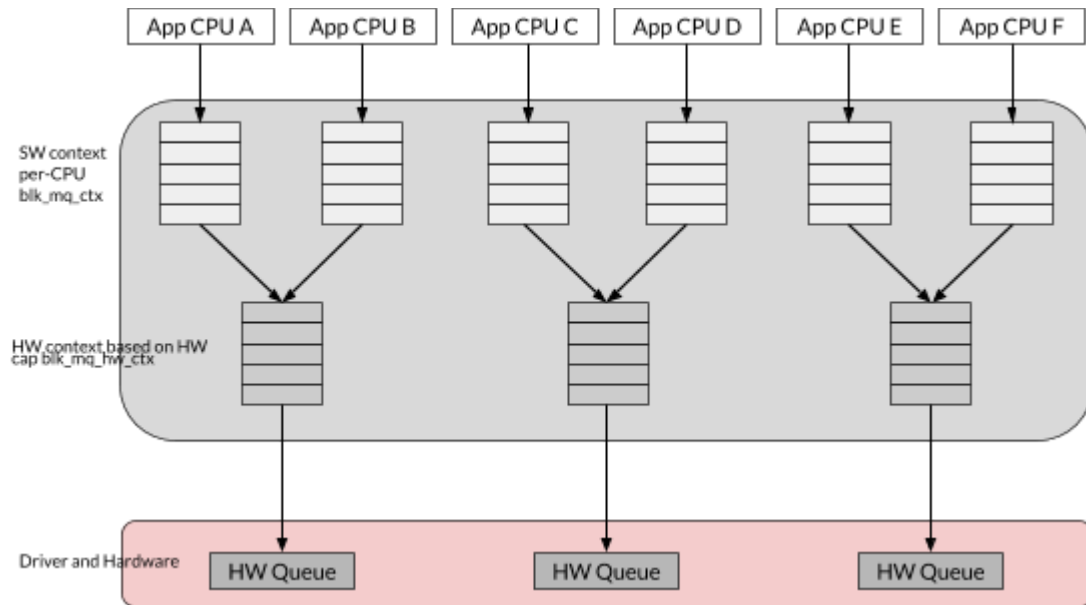 App CPU A
App CPU B
App CPU C
App CPU D
App CPU E
App CPU F
SW context
per-CPU
blk_mq_ctx
HW context based on HW
cap blk_mq_hw_ctx
Driver and Hardware
HW Queue
HW Queue
HW Queue